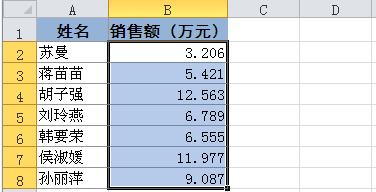 A B C D
1 姓名 销售额（万元）
2 苏曼 3.206
3 蒋苗苗 5.421
4 胡子强 12.563
5 刘玲燕 6.789
6 韩要荣 6.555
7 侯淑媛 11.977
8 孙丽萍 9.087